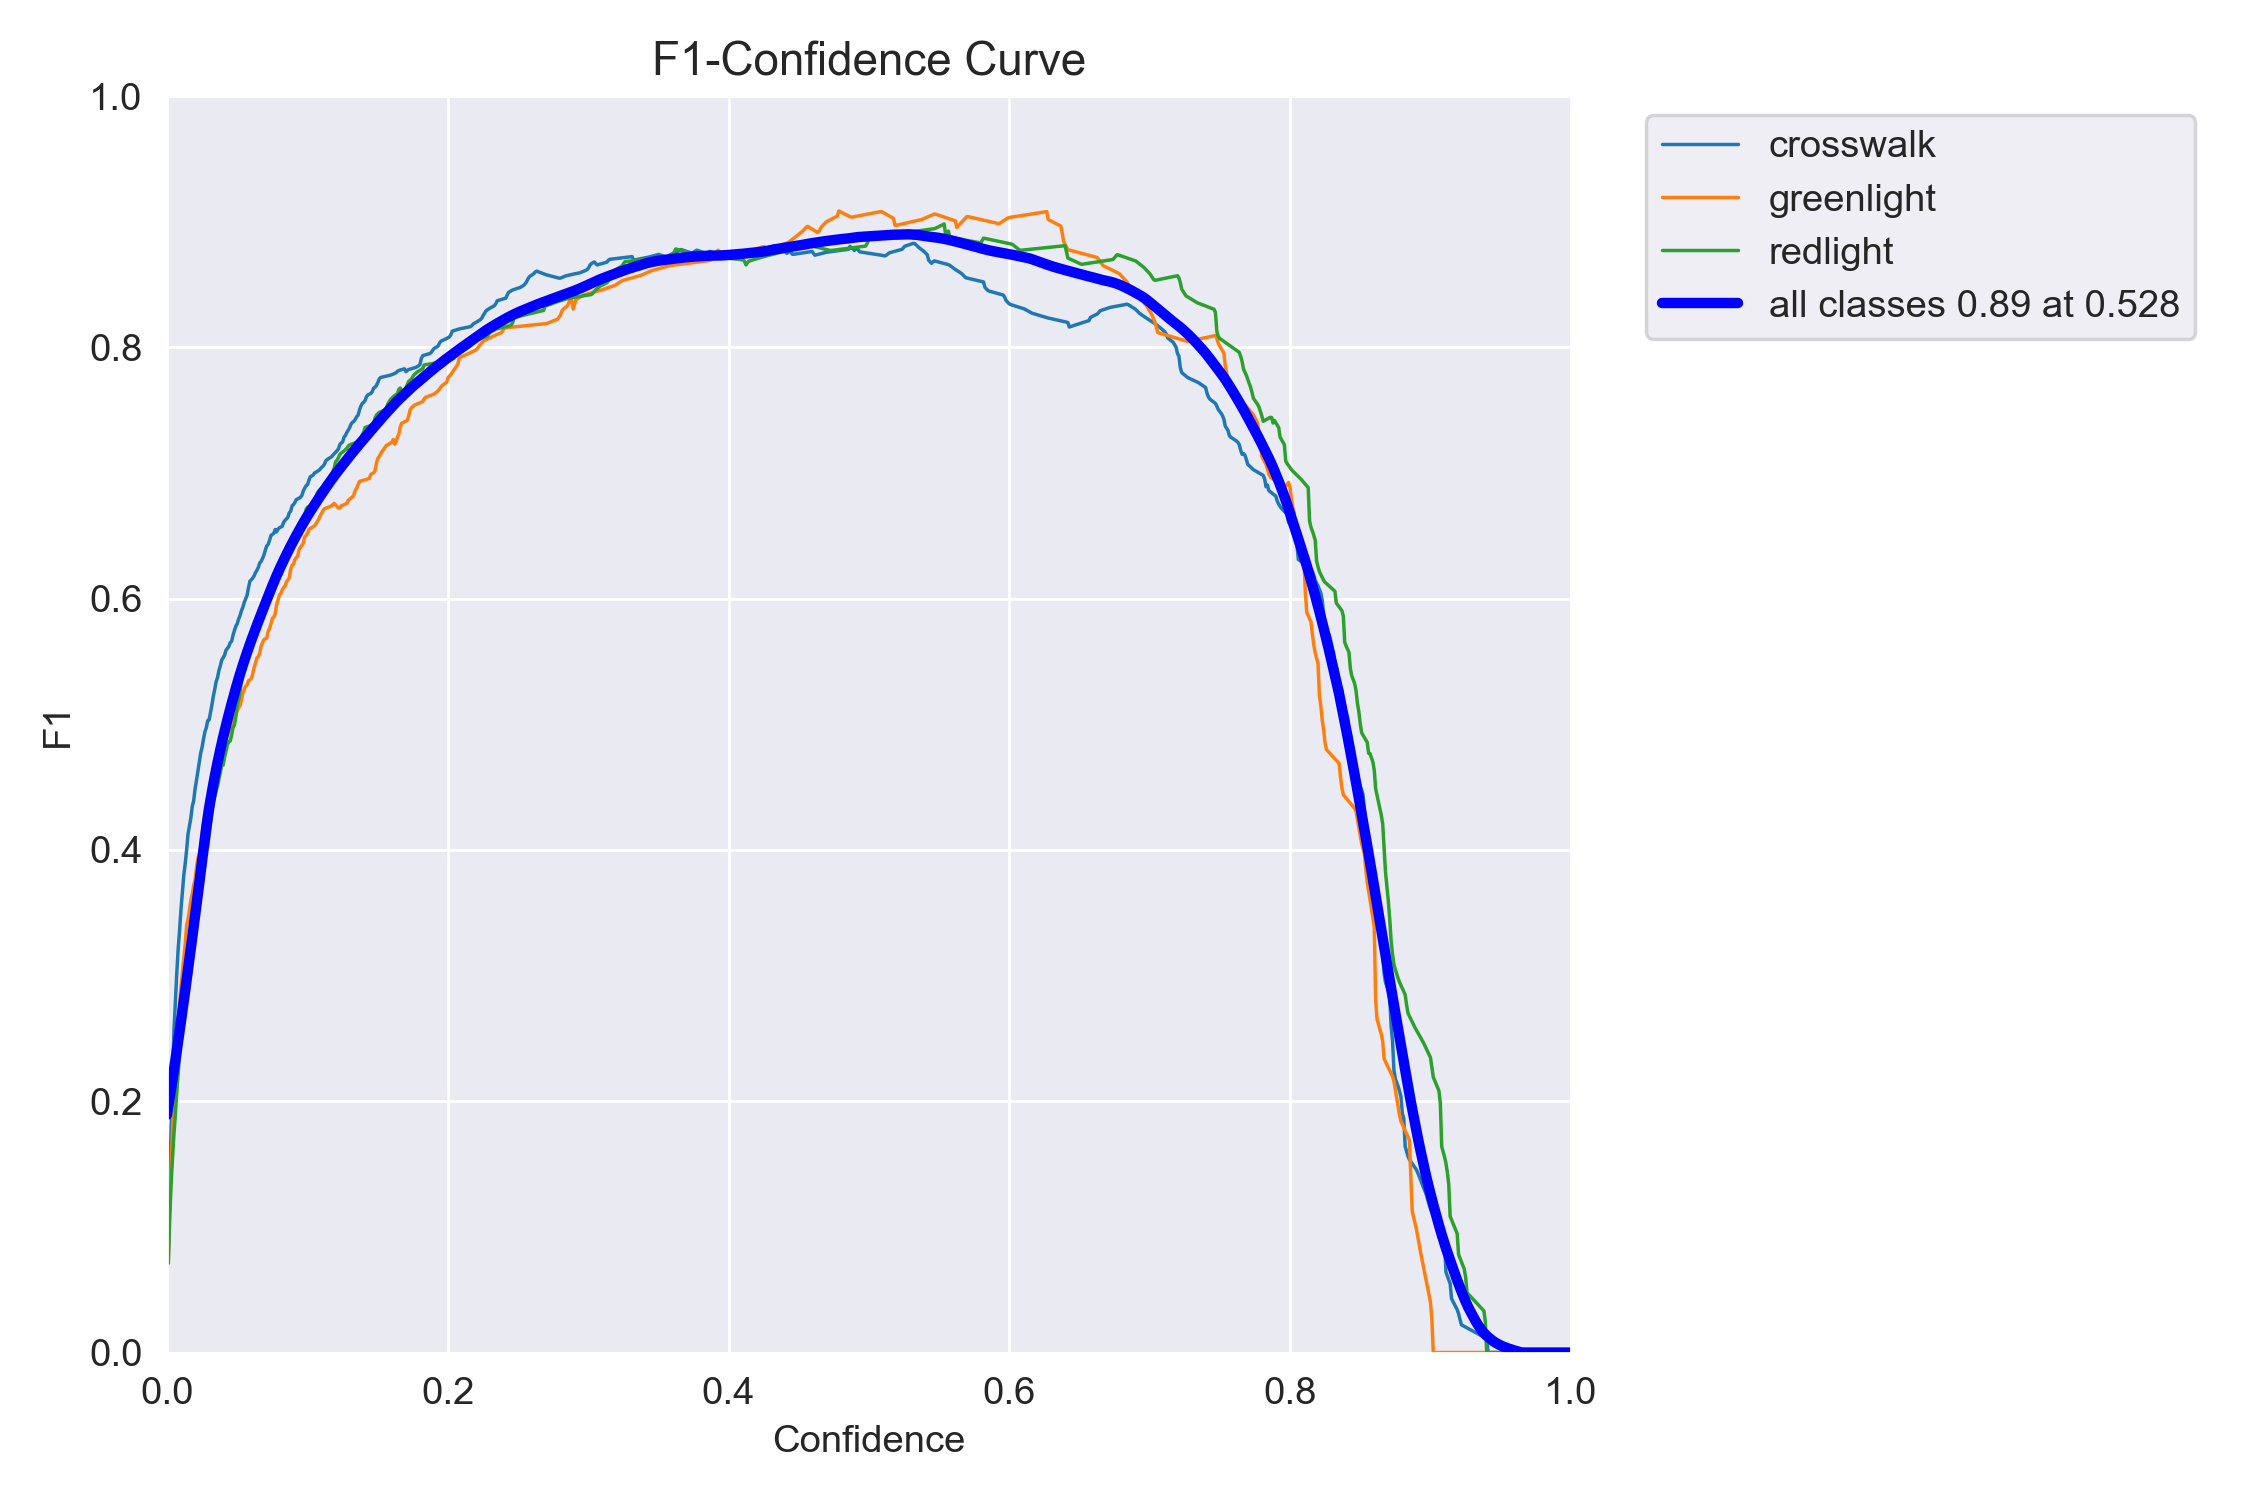 F1-Confidence Curve
1.0
0.8
0.6
0.4
0.2
0.0
F1
0.0 0.2 0.4 0.6 0.8 1.0
Confidence
crosswalk
greenlight
redlight
all classes 0.89 at 0.528